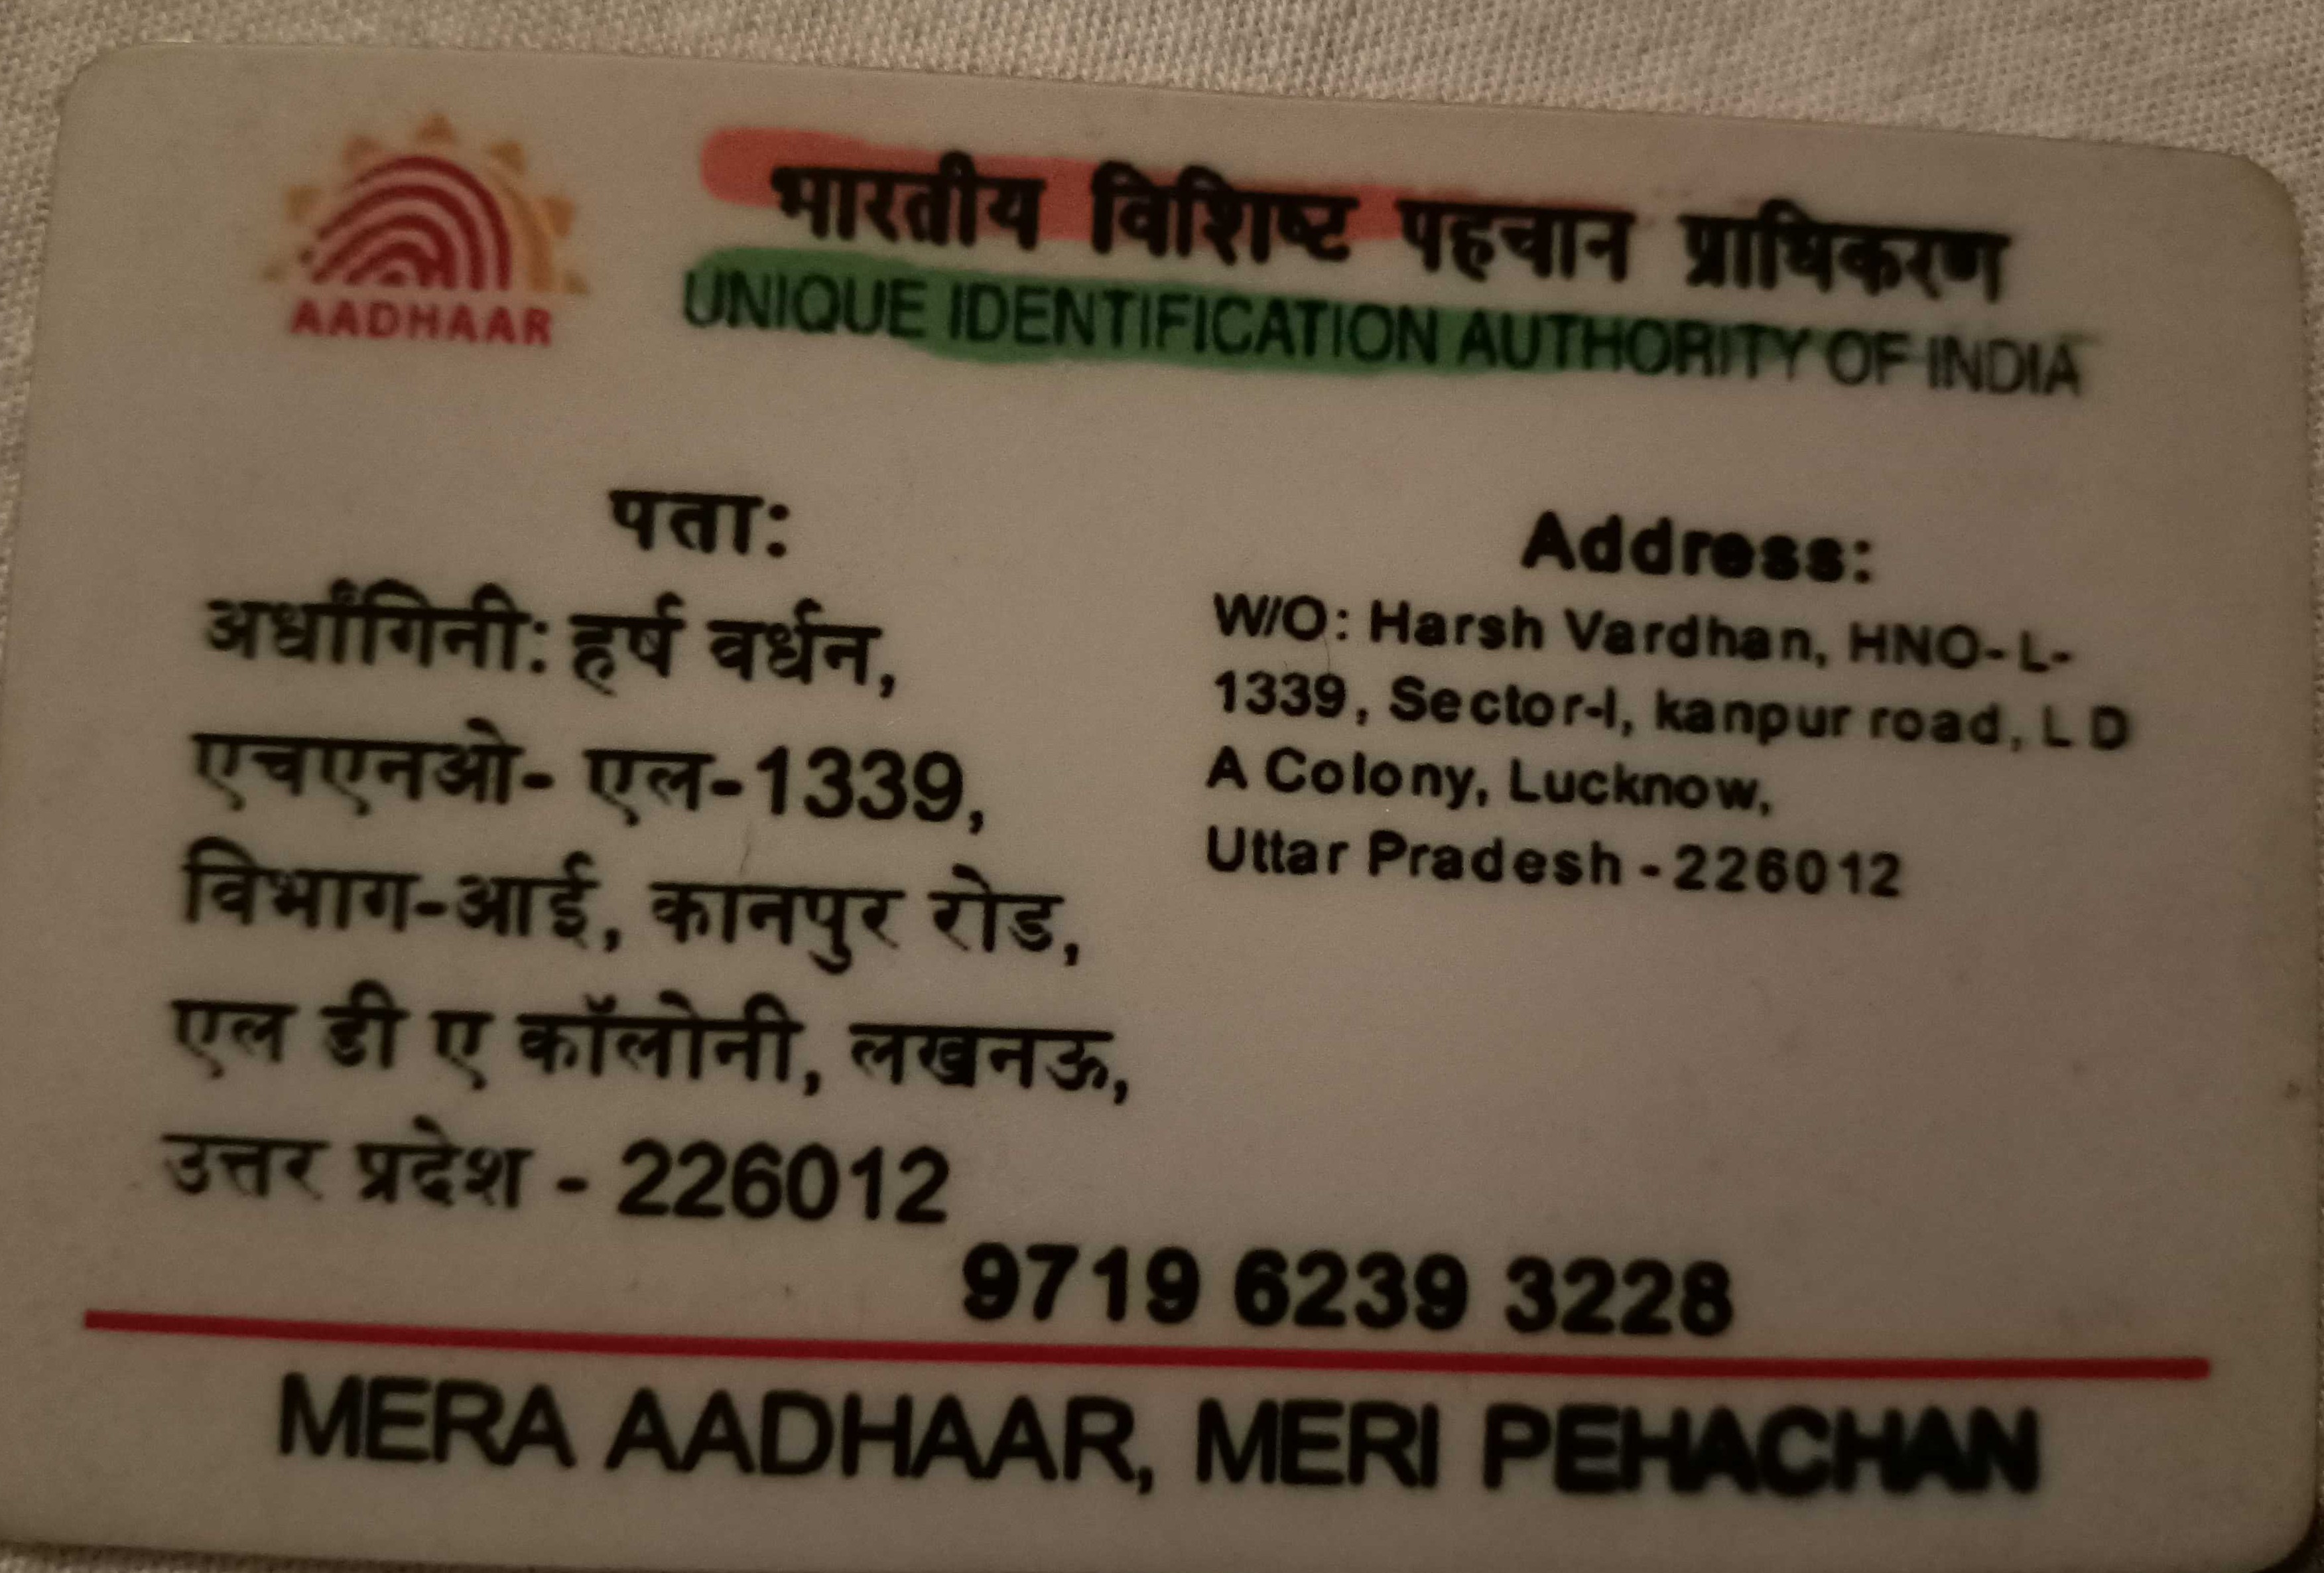 AADHAAR
भारतीय विशिष्ट पहचान प्राधिकरण
UNIQUE IDENTIFICATION AUTHORITY OF INDIA
पता:
अर्धांगिनी: हर्ष वर्धन,
एचएनओ- एल-1339,
विभाग-आई, कानपुर रोड,
एल डी ए कॉलोनी, लखनऊ,
उत्तर प्रदेश - 226012
Address:
W/O: Harsh Vardhan, HNO- L-
1339, Sector-I, kanpur road, L D
A Colony, Lucknow,
Uttar Pradesh - 226012
9719 6239 3228
MERA AADHAAR, MERI PEHACHAN